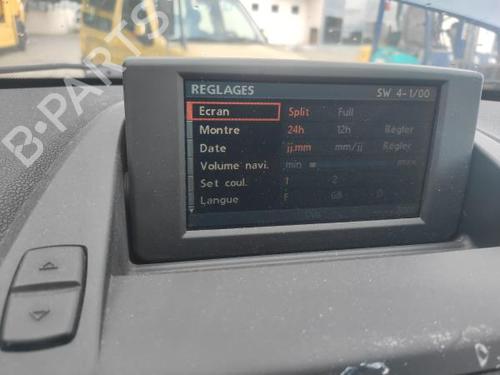 REGLAGES SW 4-1/00
Ecran Split Full
Montre 24h 12h Régler
Date jj.mm mm/jj Régler
Volume navi. min max
Set coul. 1 2
Langue F GB D
B-PARTS